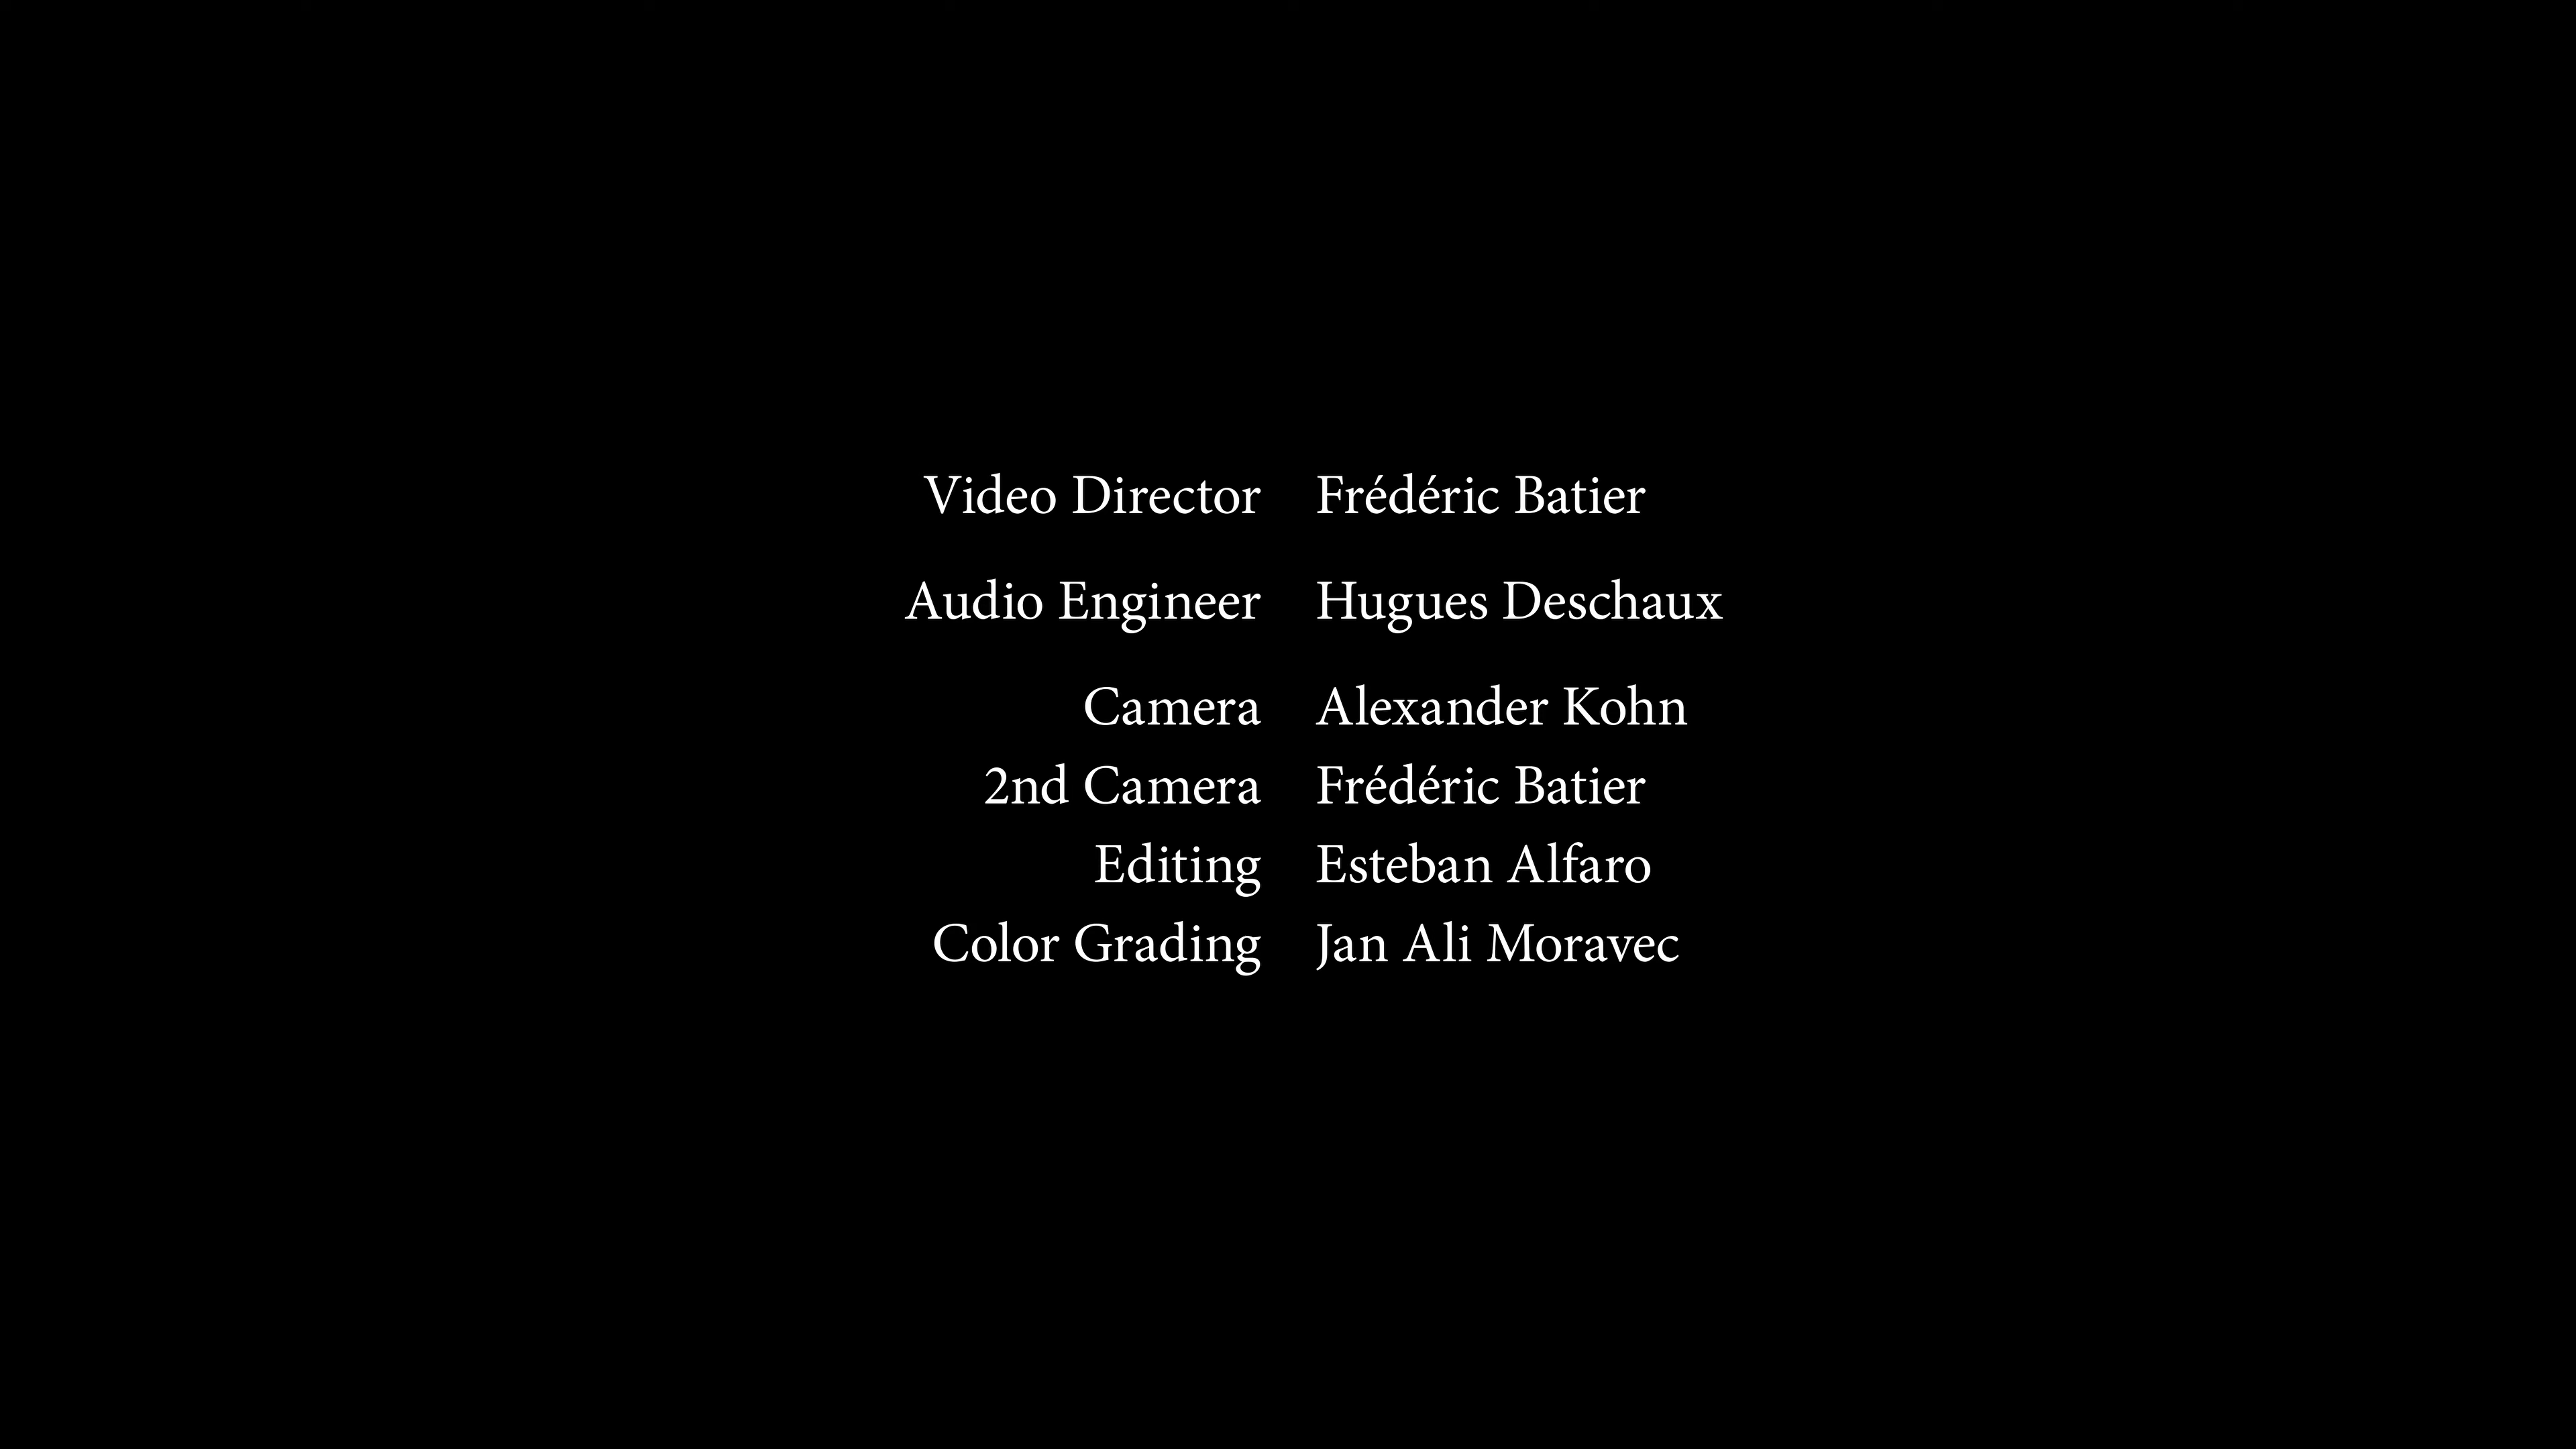 Video Director Frédéric Batier
Audio Engineer Hugues Deschaux
Camera Alexander Kohn
2nd Camera Frédéric Batier
Editing Esteban Alfaro
Color Grading Jan Ali Moravec